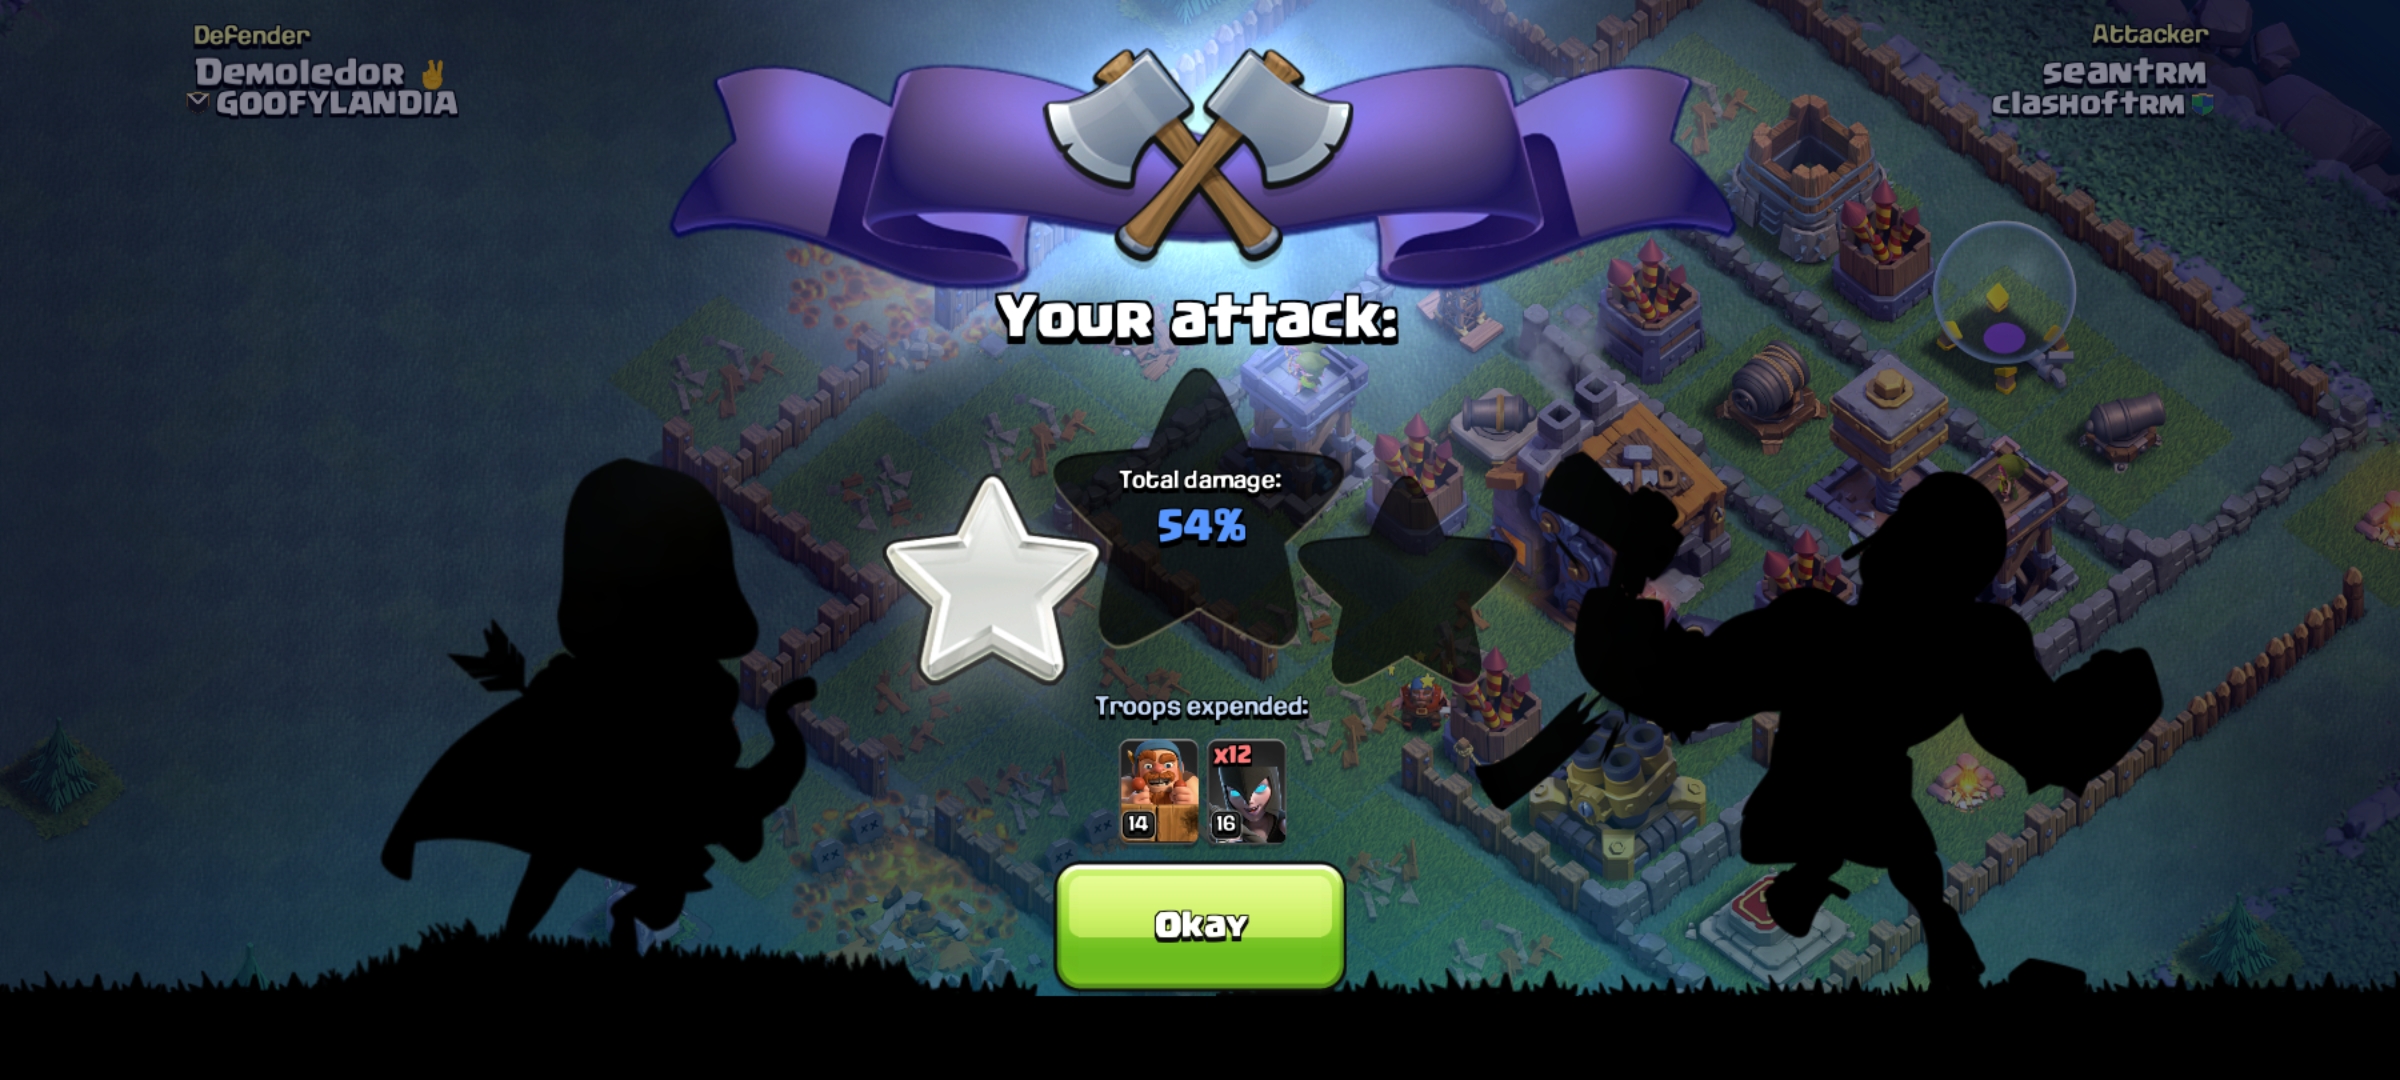 Defender
Demoledor ✌
GOOFYLANDIA
Attacker
seantrm
clashoftrm
Your attack:
Total damage:
54%
Troops expended:
x12
14
16
Okay